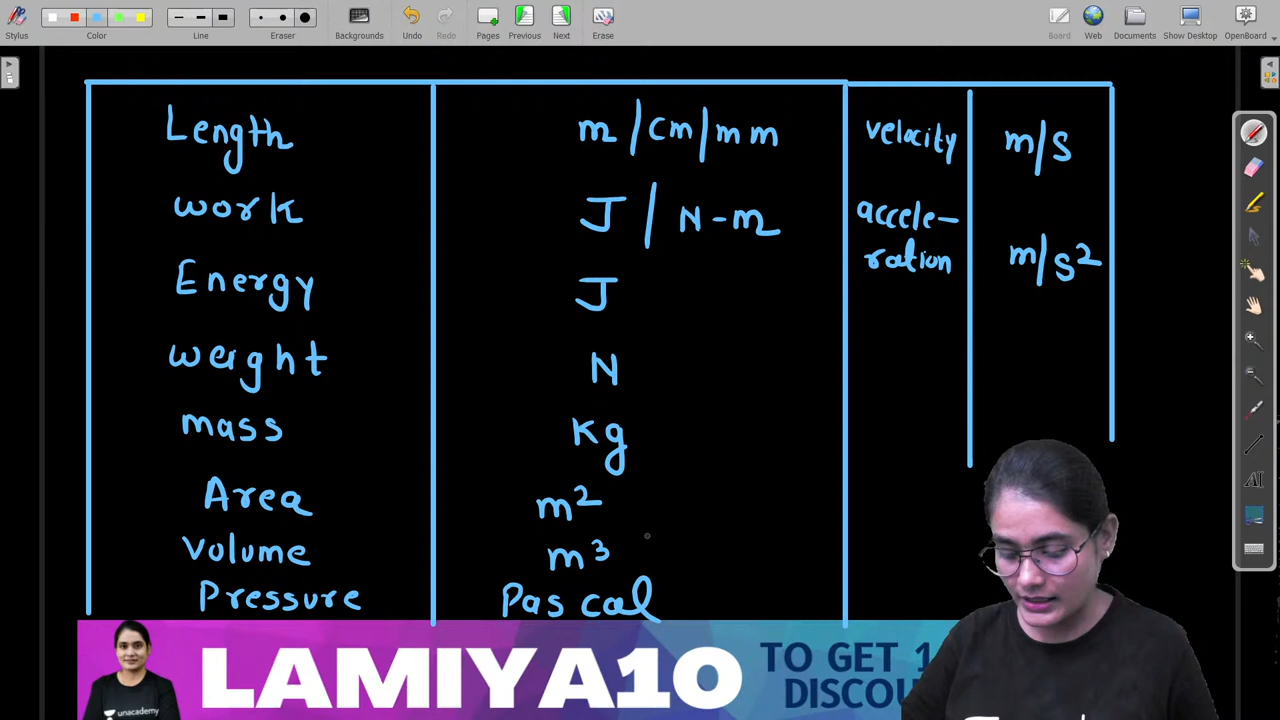 Stylus
Color
Line
Eraser
Backgrounds
Undo
Redo
Pages
Previous
Next
Erase
Board
Web
Documents
Show Desktop
OpenBoard
Length m/cm/mm velocity m/s
work J/N-m accele-
ration m/s²
Energy J
weight N
mass kg
Area m²
Volume m³
Pressure Pascal
unacademy
LAMIYA10
TO GET 1
DISCOU